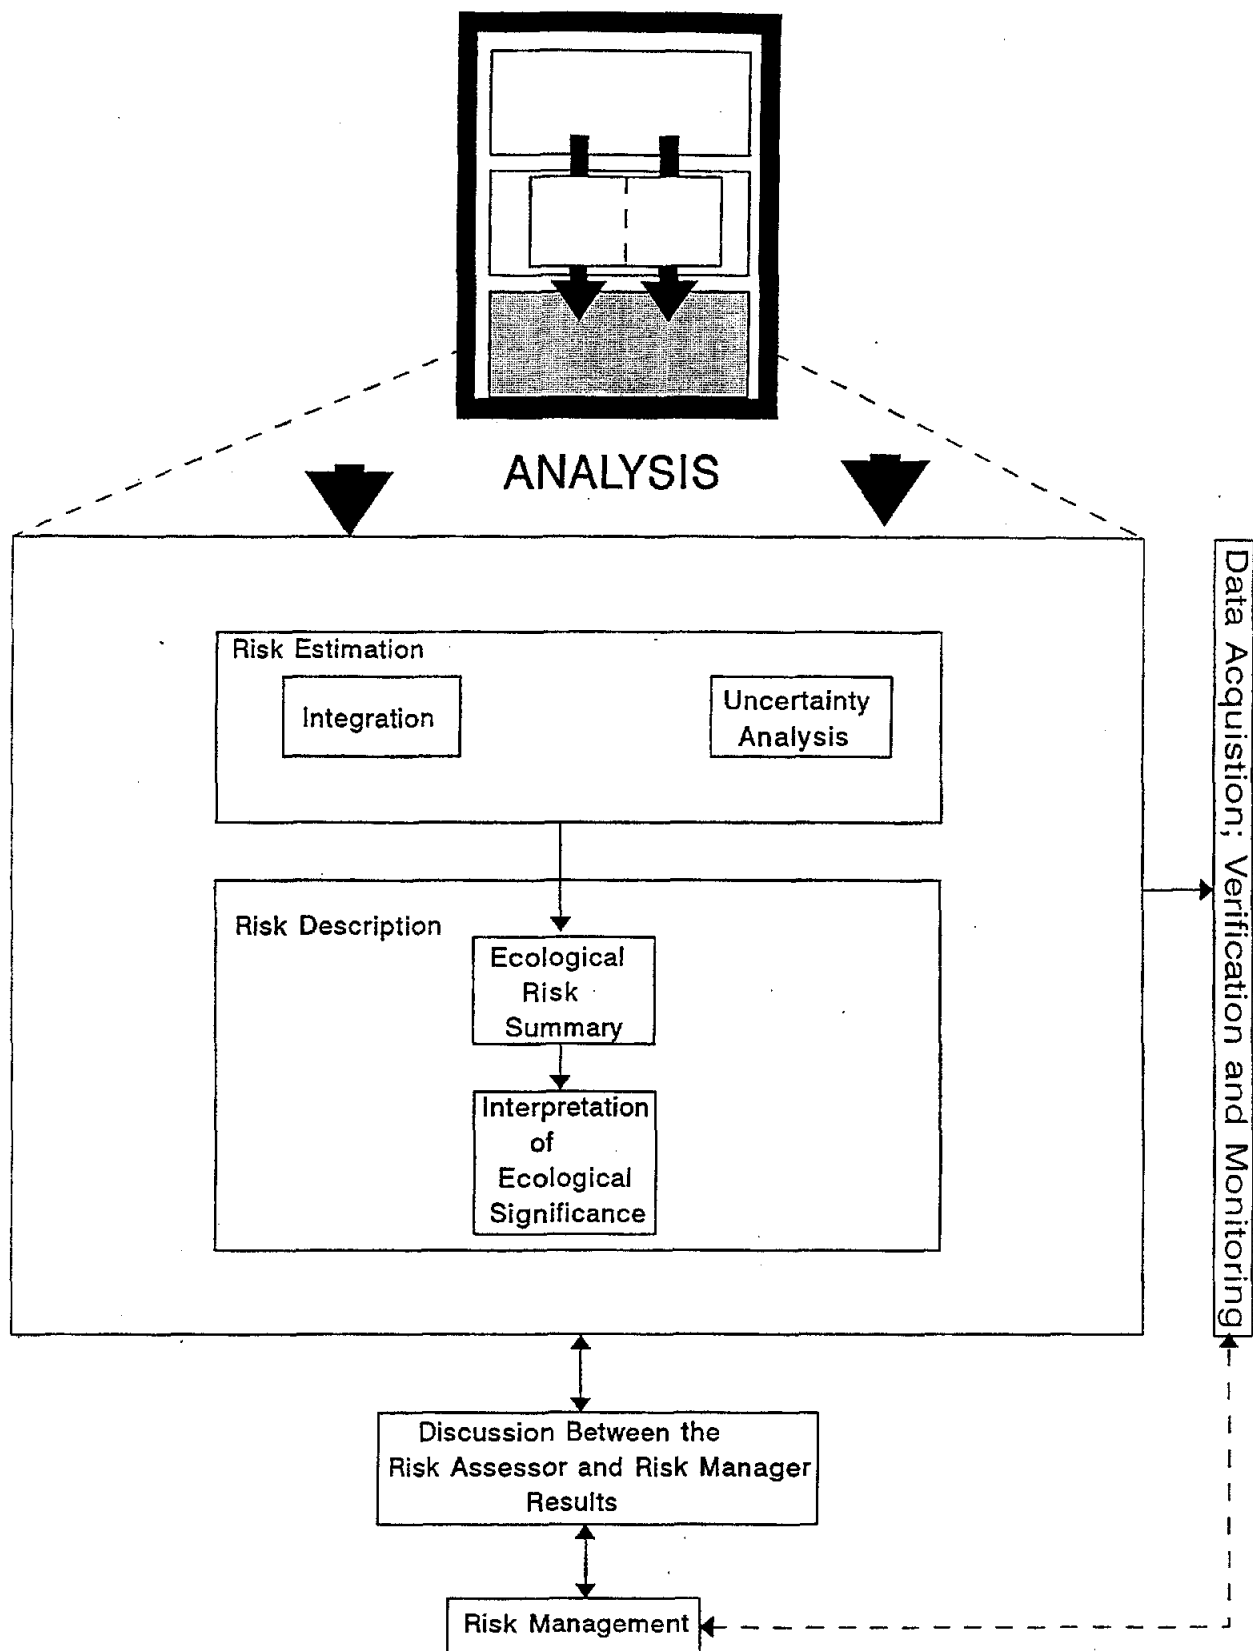 ANALYSIS
Risk Estimation
Integration
Uncertainty
Analysis
Risk Description
Ecological
Risk
Summary
Interpretation
of
Ecological
Significance
Data Acquistion; Verification and Monitoring
Discussion Between the
Risk Assessor and Risk Manager
Results
Risk Management